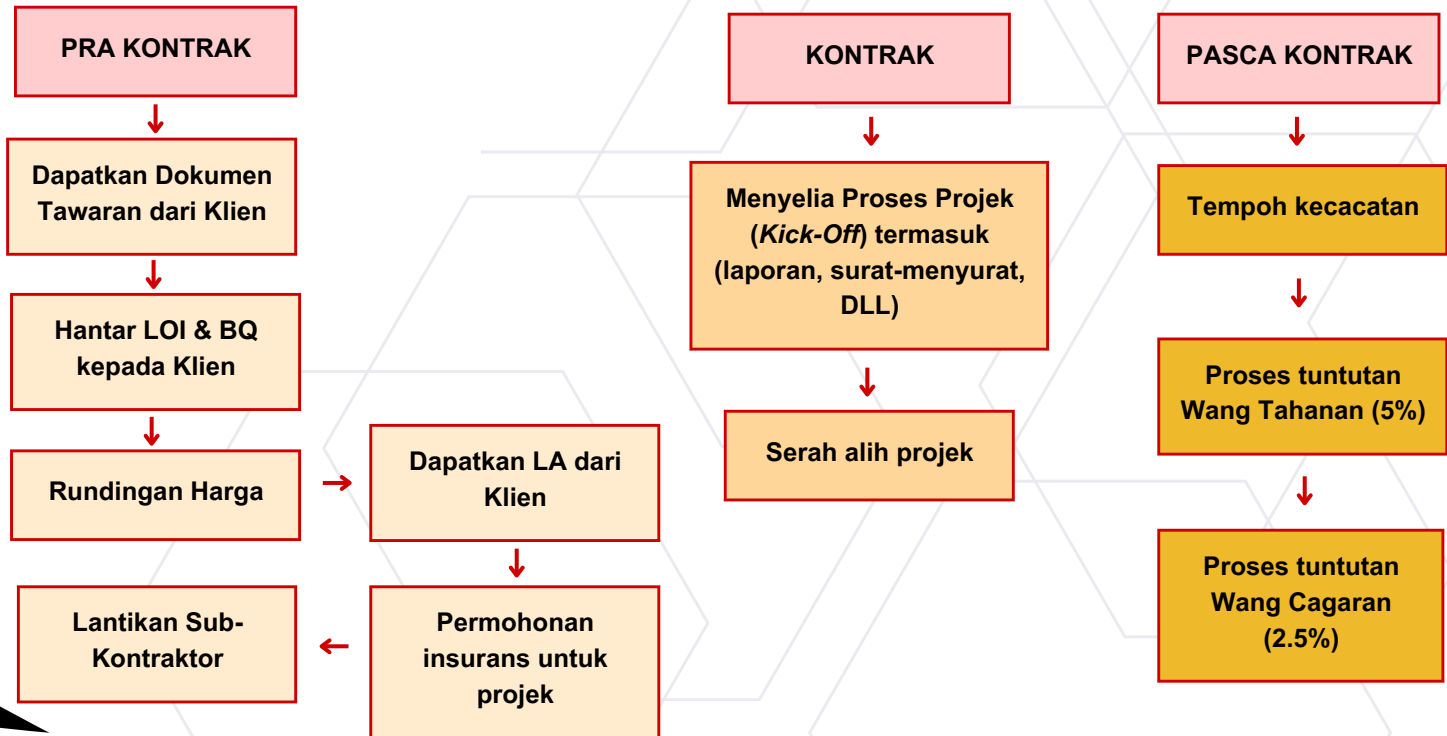 PRA KONTRAK
Dapatkan Dokumen
Tawaran dari Klien
Hantar LOI & BQ
kepada Klien
Rundingan Harga
Dapatkan LA dari
Klien
Permohonan
insurans untuk
projek
Lantikan Sub-
Kontraktor
KONTRAK
Menyelia Proses Projek
(Kick-Off) termasuk
(laporan, surat-menyurat,
DLL)
Serah alih projek
PASCA KONTRAK
Tempoh kecacatan
Proses tuntutan
Wang Tahanan (5%)
Proses tuntutan
Wang Cagaran
(2.5%)